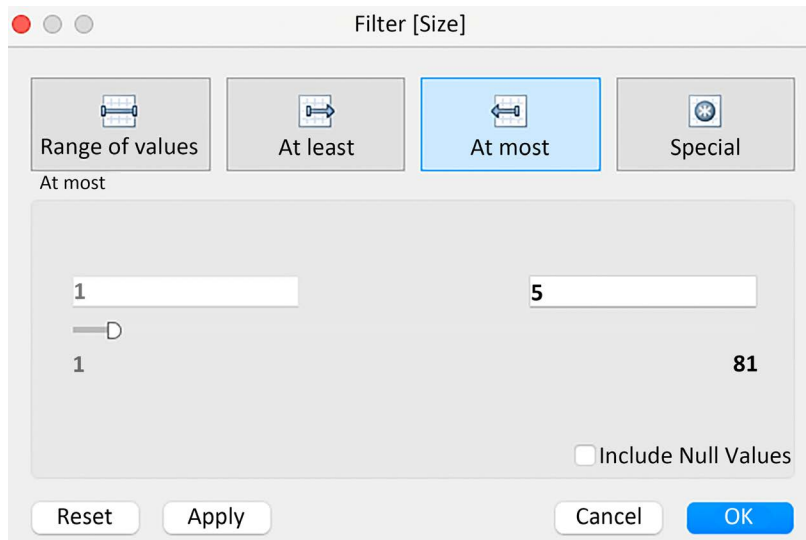 Filter [Size]
Range of values At least At most Special
At most
1 5
1 81
Include Null Values
Reset Apply Cancel OK